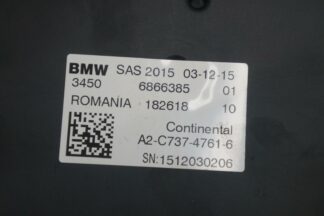 BMW SAS 2015 03-12-15
3450 6866385 01
ROMANIA 182618 10
Continental
A2-C737-4761-6
SN:1512030206